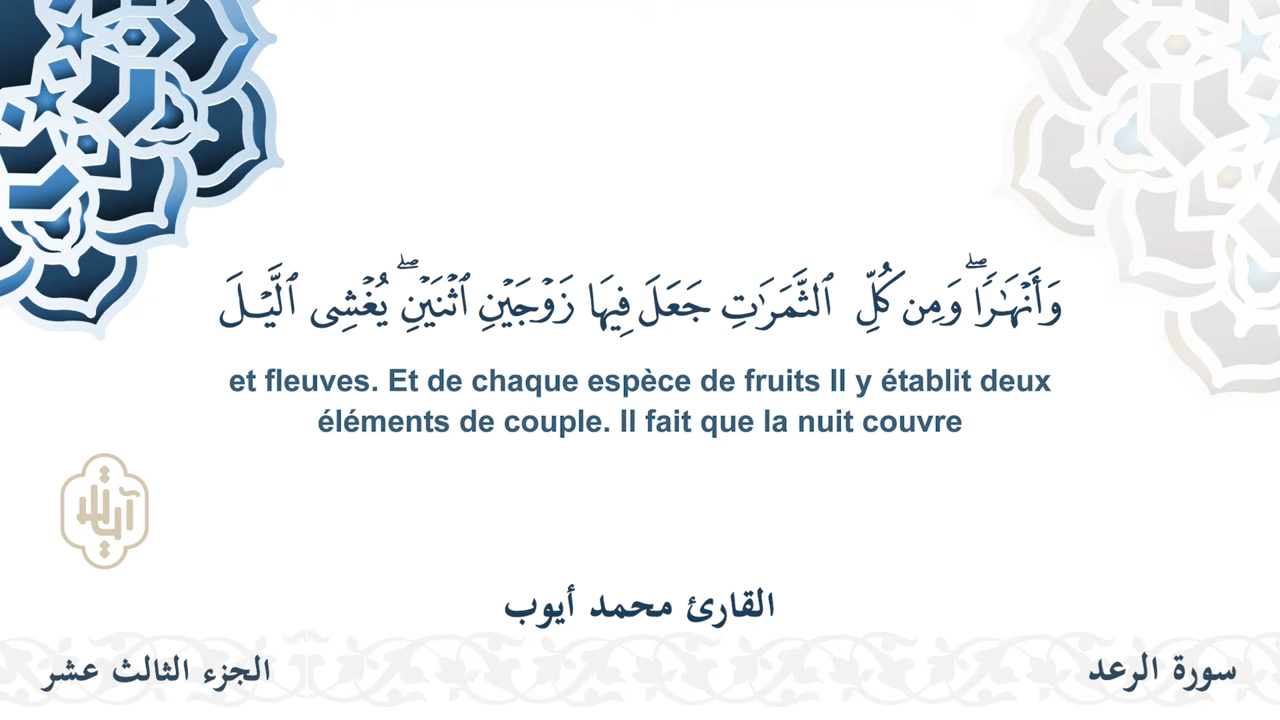 وَأَنْهَـٰرًۭا ۖ وَمِن كُلِّ ٱلثَّمَرَٰتِ جَعَلَ فِيهَا زَوْجَيْنِ ٱثْنَيْنِ ۖ يُغْشِى ٱلَّيْلَ
et fleuves. Et de chaque espèce de fruits Il y établit deux
éléments de couple. Il fait que la nuit couvre
آيات
القارئ محمد أيوب
سورة الرعد
الجزء الثالث عشر